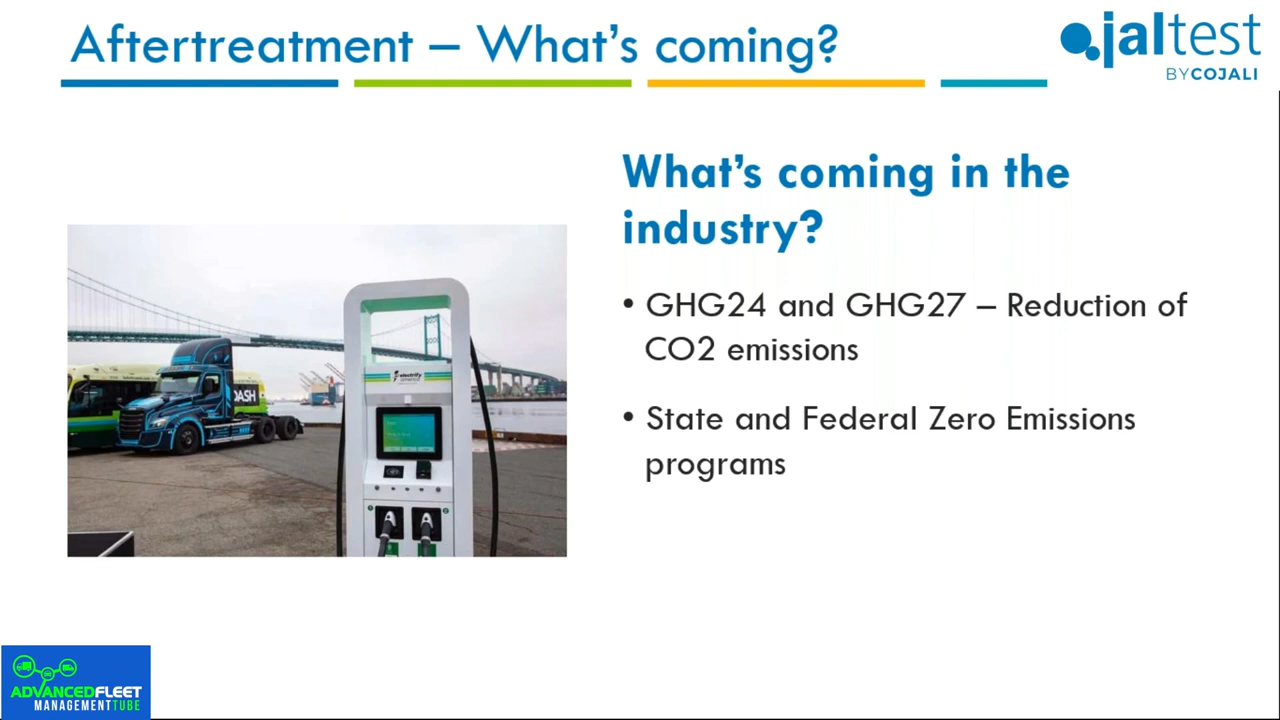 Aftertreatment – What's coming?
jaltest
BYCOJALI
What's coming in the
industry?
• GHG24 and GHG27 – Reduction of
CO2 emissions
• State and Federal Zero Emissions
programs
electrify
DASH
ADVANCEDFLEET
MANAGEMENTTUBE